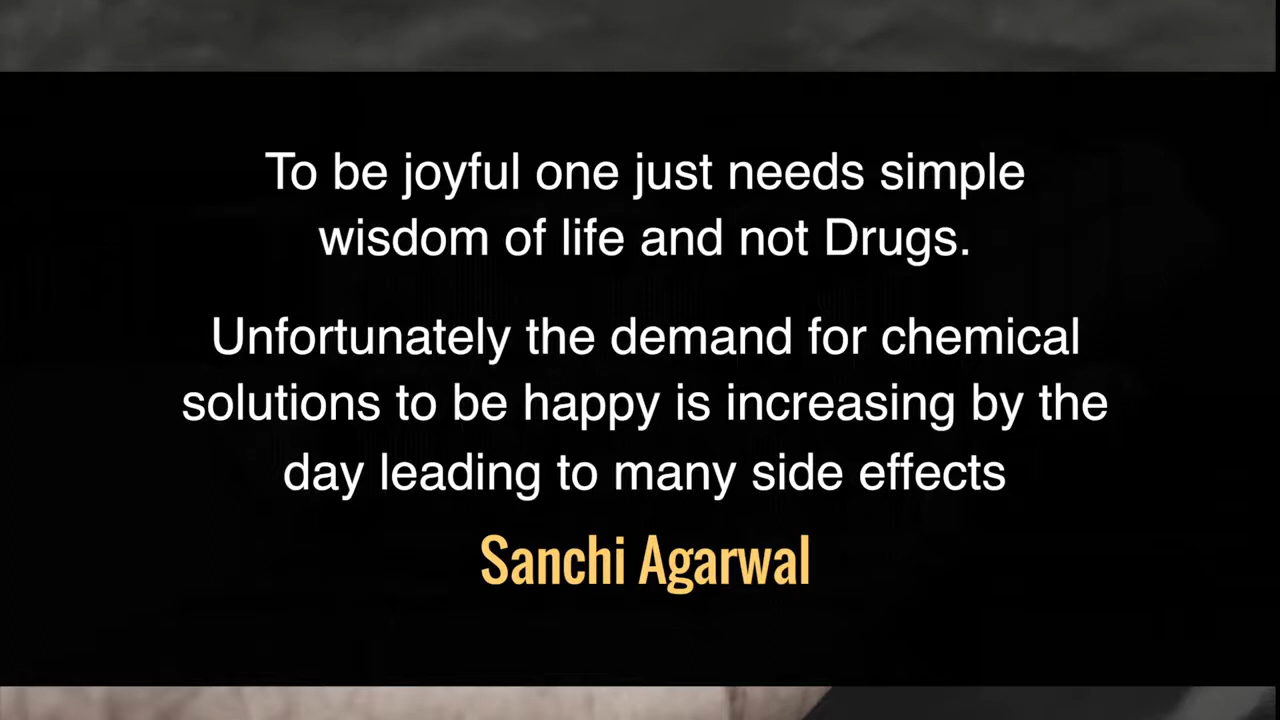 To be joyful one just needs simple
wisdom of life and not Drugs.
Unfortunately the demand for chemical
solutions to be happy is increasing by the
day leading to many side effects
Sanchi Agarwal